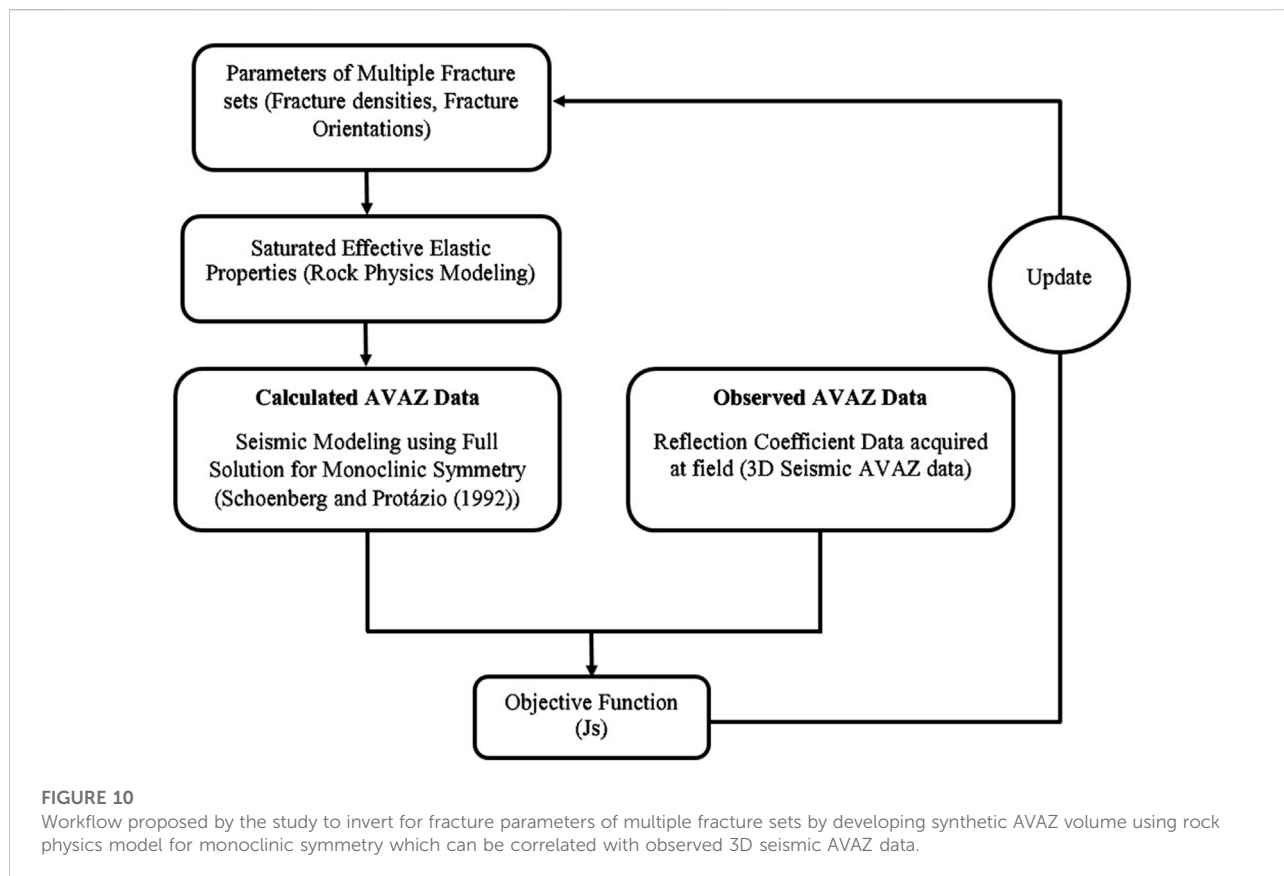 Parameters of Multiple Fracture
sets (Fracture densities, Fracture
Orientations)
Saturated Effective Elastic
Properties (Rock Physics Modeling)
Update
Calculated AVAZ Data
Seismic Modeling using Full
Solution for Monoclinic Symmetry
(Schoenberg and Protázio (1992))
Observed AVAZ Data
Reflection Coefficient Data acquired
at field (3D Seismic AVAZ data)
Objective Function
(Js)
FIGURE 10
Workflow proposed by the study to invert for fracture parameters of multiple fracture sets by developing synthetic AVAZ volume using rock
physics model for monoclinic symmetry which can be correlated with observed 3D seismic AVAZ data.